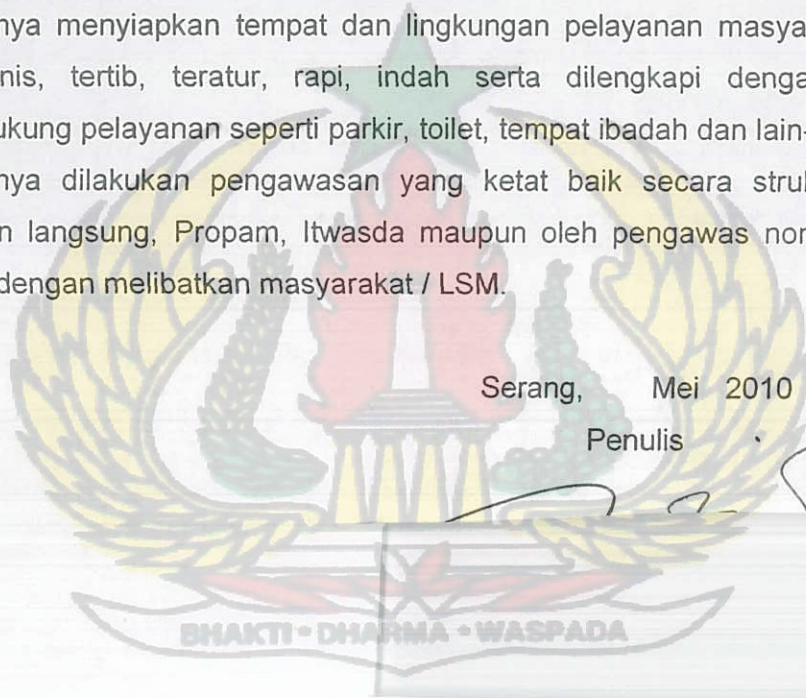 nya menyiapkan tempat dan lingkungan pelayanan masya
nis, tertib, teratur, rapi, indah serta dilengkapi denga
ukung pelayanan seperti parkir, toilet, tempat ibadah dan lain-
nya dilakukan pengawasan yang ketat baik secara stru
n langsung, Propam, Itwasda maupun oleh pengawas nor
dengan melibatkan masyarakat / LSM.
Serang, Mei 2010
Penulis
BHAKTI • DHARMA • WASPADA